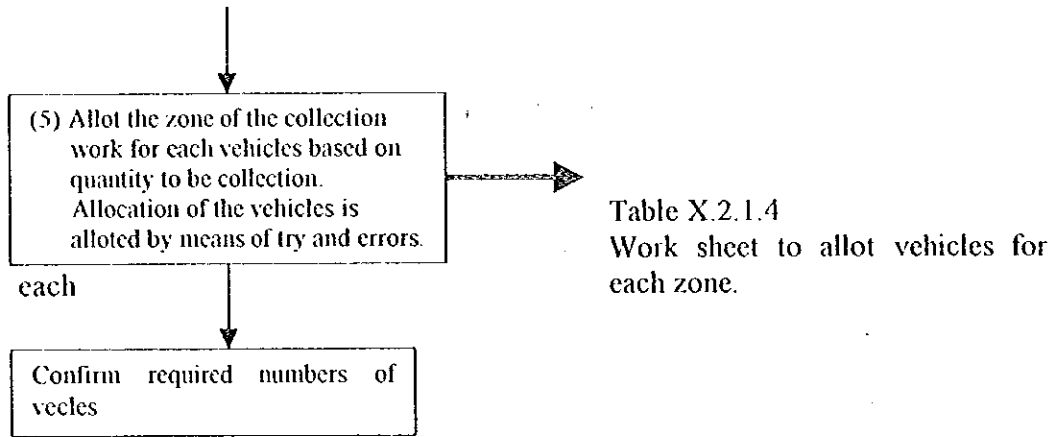 (5) Allot the zone of the collection
work for each vehicles based on
quantity to be collection.
Allocation of the vehicles is
alloted by means of try and errors.
Table X.2.1.4
Work sheet to allot vehicles for
each zone.
each
Confirm required numbers of
vecles